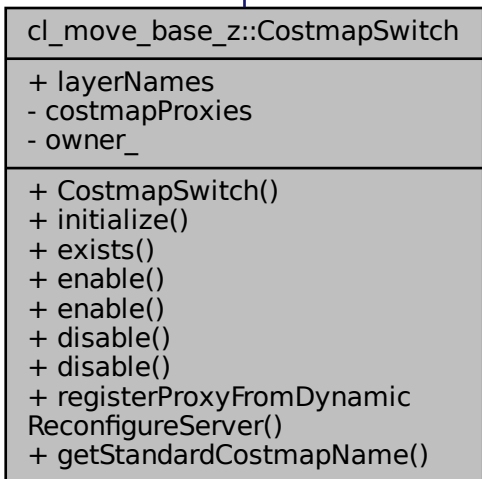 cl_move_base_z::CostmapSwitch
+ layerNames
- costmapProxies
- owner_
+ CostmapSwitch()
+ initialize()
+ exists()
+ enable()
+ enable()
+ disable()
+ disable()
+ registerProxyFromDynamic
ReconfigureServer()
+ getStandardCostmapName()